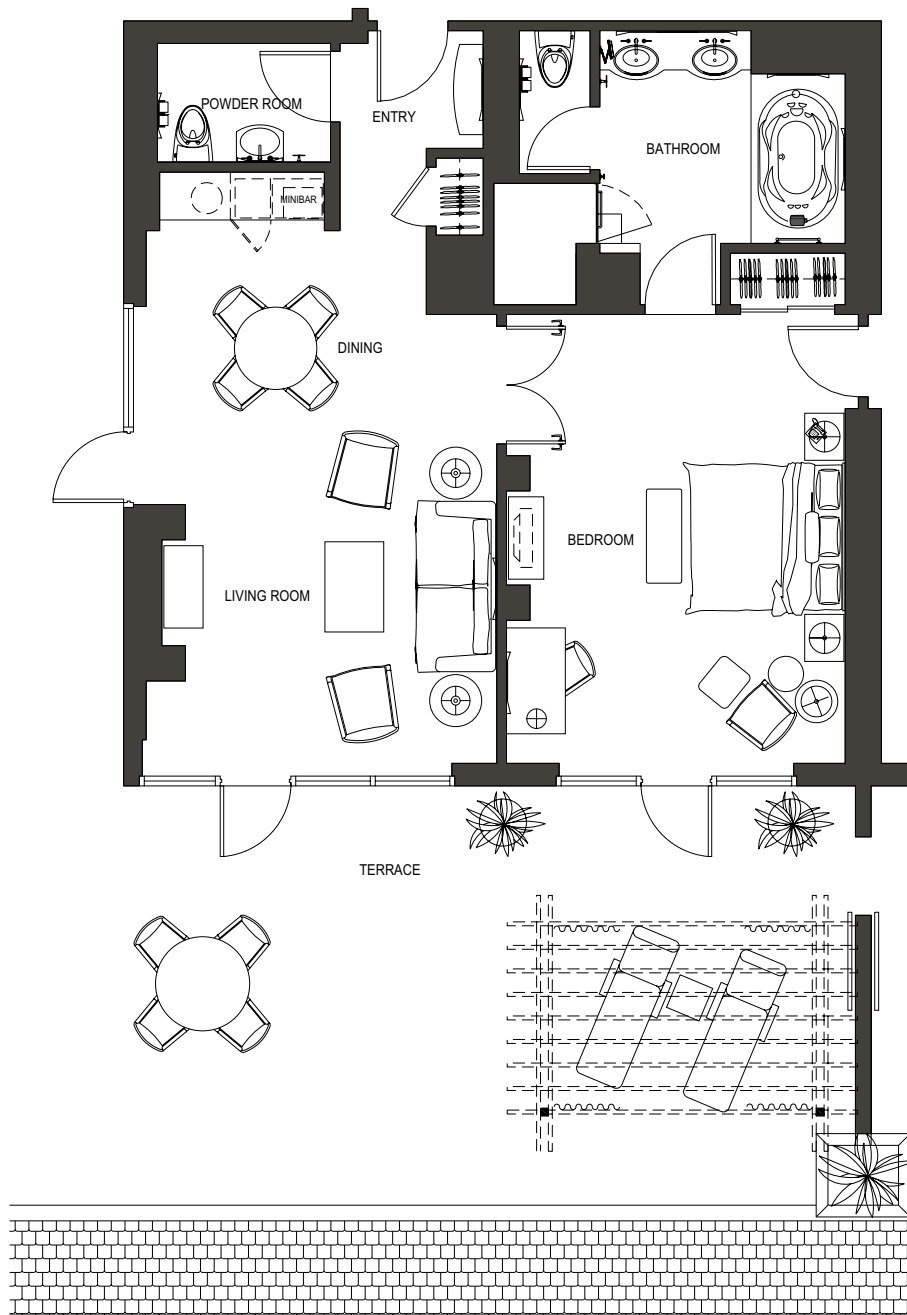 POWDER ROOM
ENTRY
BATHROOM
MINIBAR
DINING
BEDROOM
LIVING ROOM
TERRACE